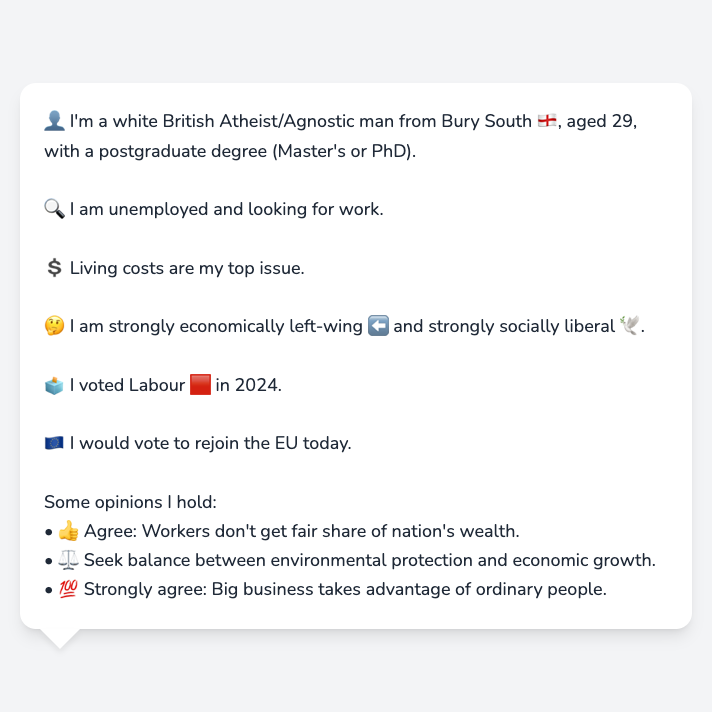 👤 I'm a white British Atheist/Agnostic man from Bury South 🏴󠁧󠁢󠁥󠁮󠁧󠁿, aged 29,
with a postgraduate degree (Master's or PhD).
🔍 I am unemployed and looking for work.
💲 Living costs are my top issue.
🤔 I am strongly economically left-wing ⬅️ and strongly socially liberal 🕊️.
🗳️ I voted Labour 🟥 in 2024.
🇪🇺 I would vote to rejoin the EU today.
Some opinions I hold:
• 👍 Agree: Workers don't get fair share of nation's wealth.
• ⚖️ Seek balance between environmental protection and economic growth.
• 💯 Strongly agree: Big business takes advantage of ordinary people.